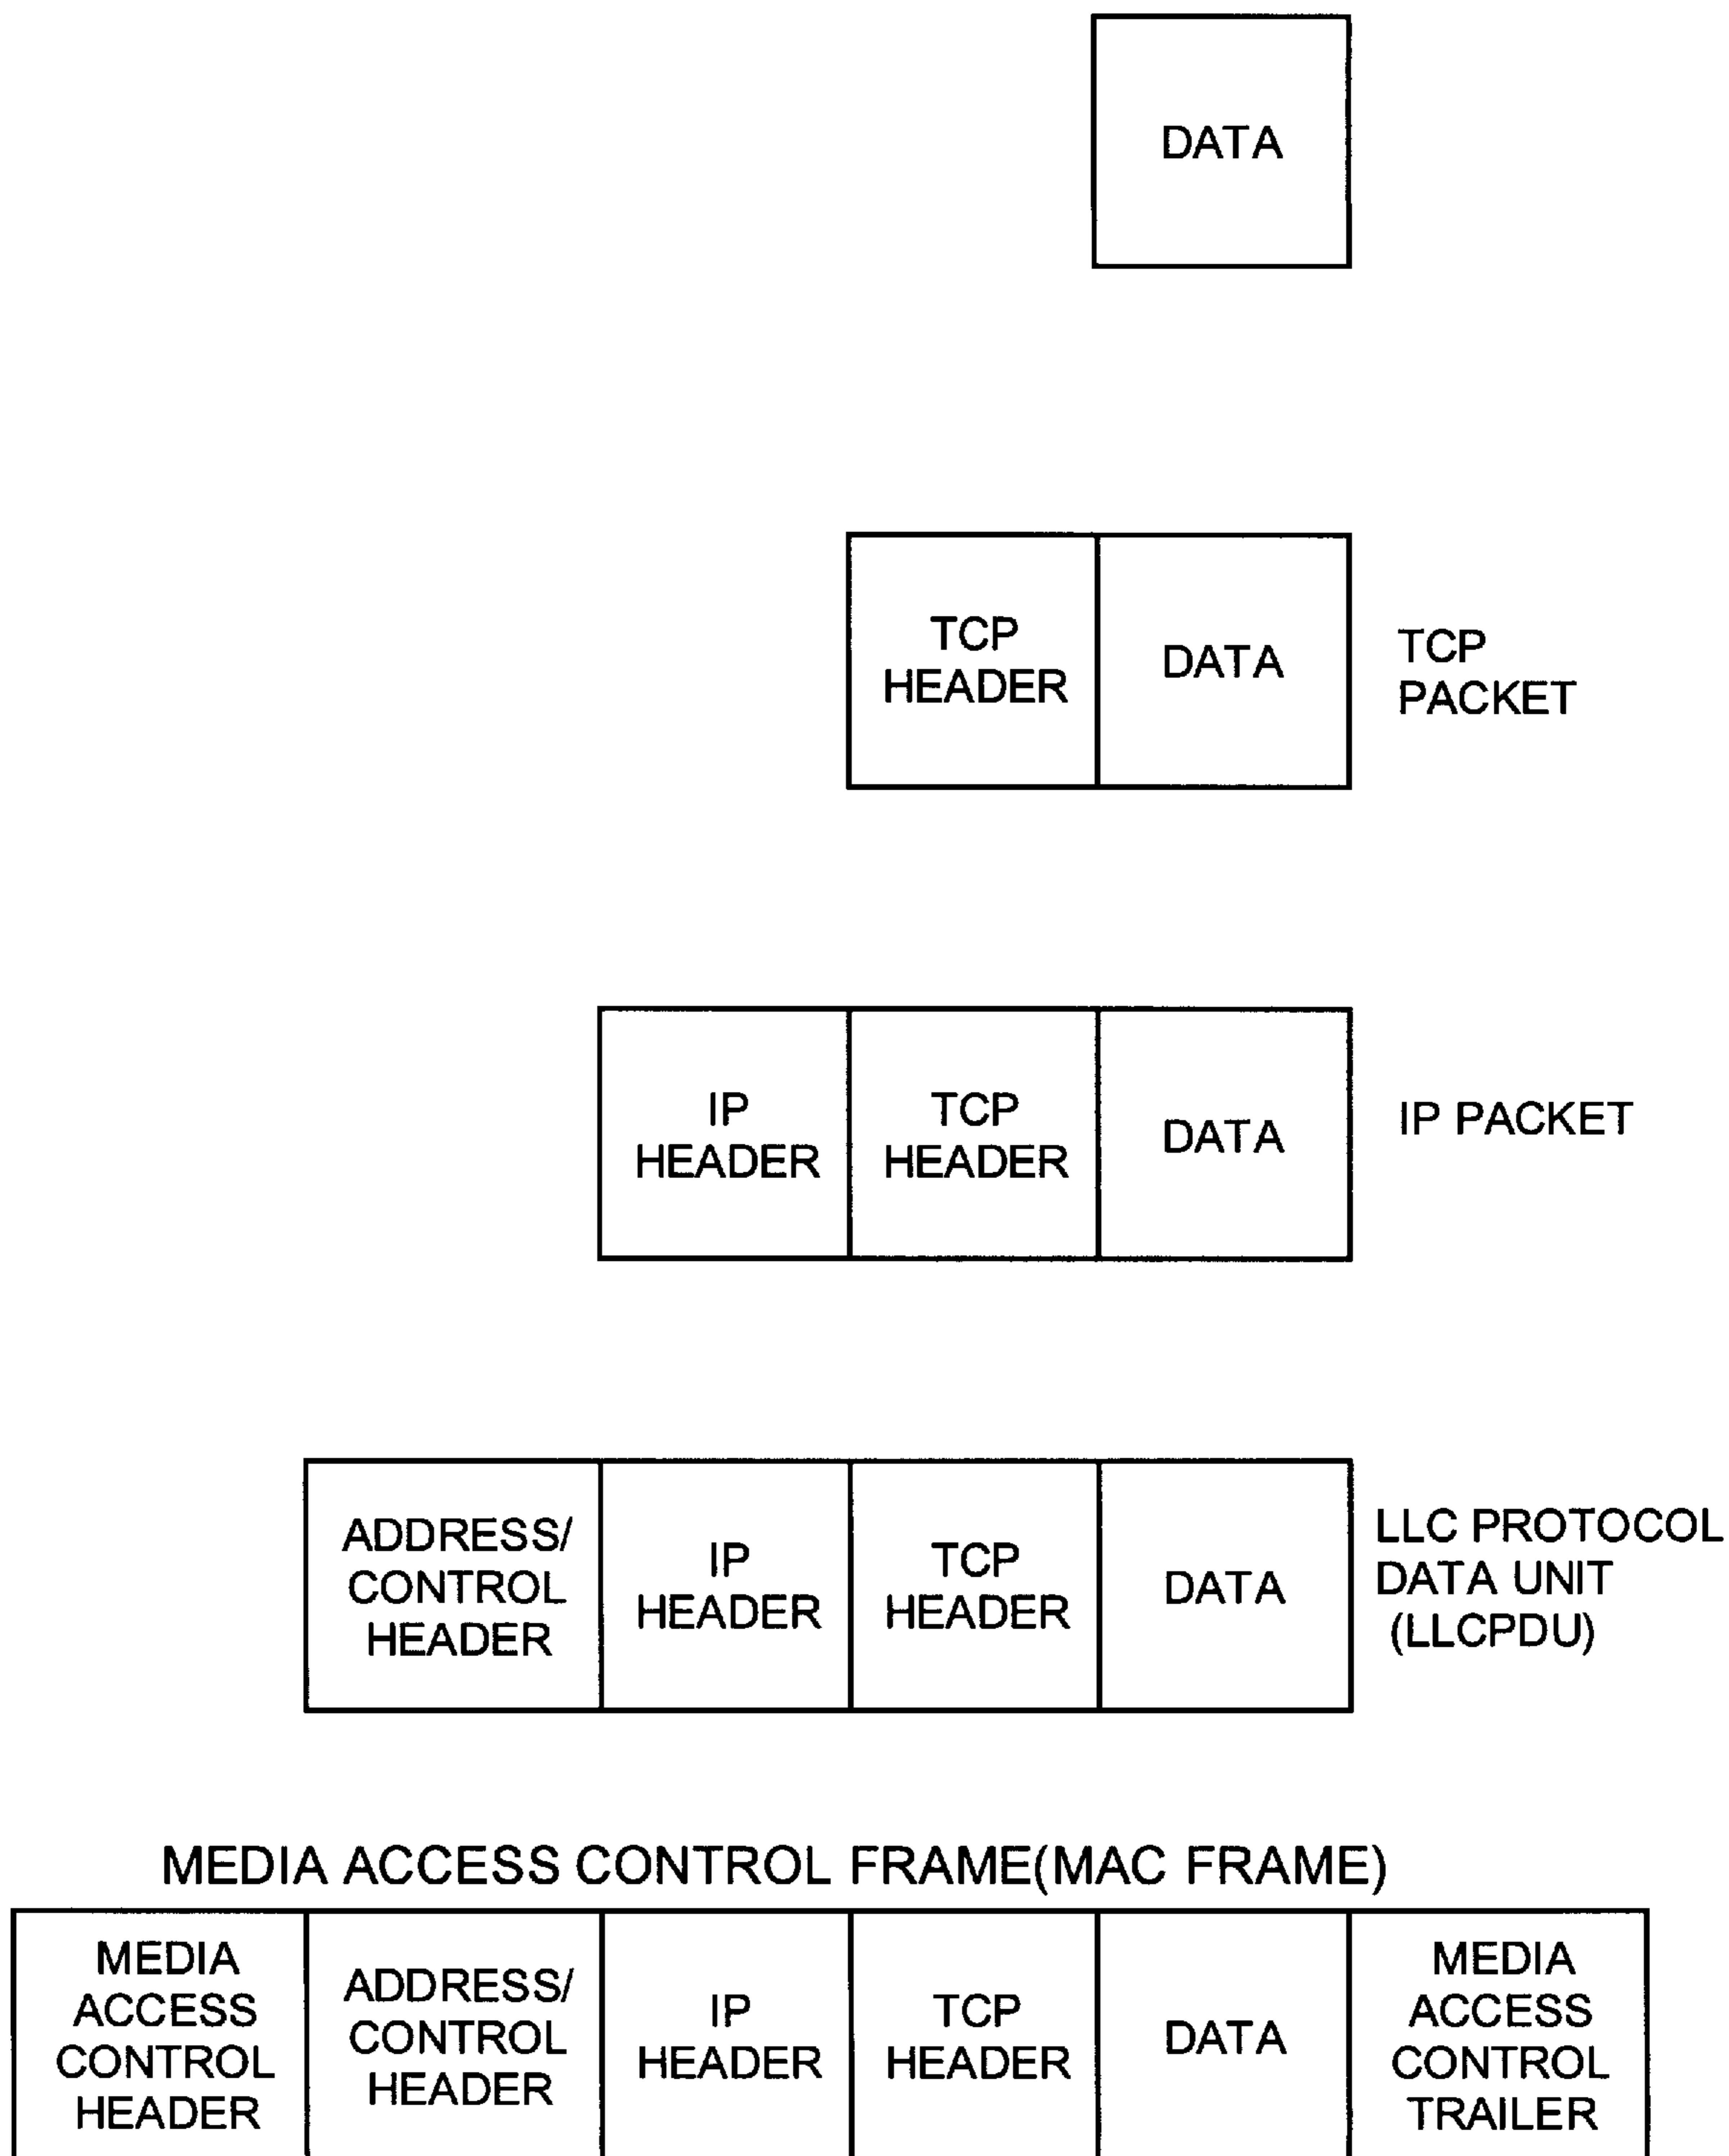 DATA
TCP
HEADER
DATA
TCP
PACKET
IP
HEADER
TCP
HEADER
DATA
IP PACKET
ADDRESS/
CONTROL
HEADER
IP
HEADER
TCP
HEADER
DATA
LLC PROTOCOL
DATA UNIT
(LLCPDU)
MEDIA ACCESS CONTROL FRAME(MAC FRAME)
MEDIA
ACCESS
CONTROL
HEADER
ADDRESS/
CONTROL
HEADER
IP
HEADER
TCP
HEADER
DATA
MEDIA
ACCESS
CONTROL
TRAILER